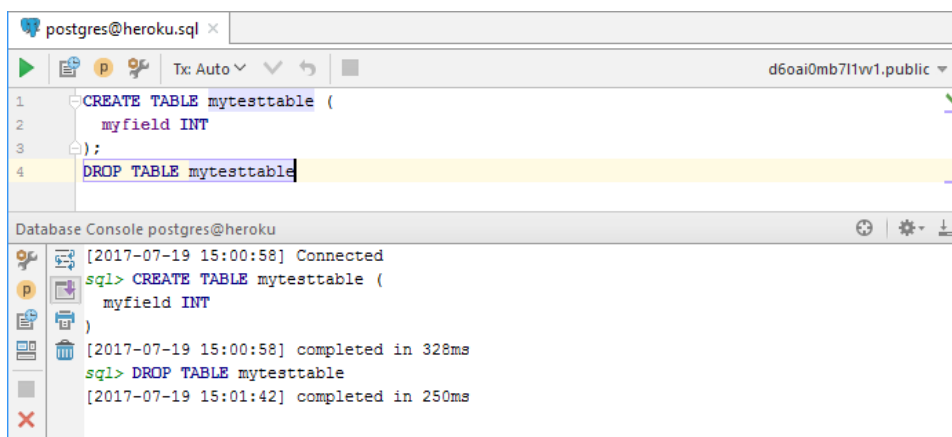 postgres@heroku.sql
Tx: Auto
d6oai0mb7l1vv1.public
1 CREATE TABLE mytesttable (
2 myfield INT
3 );
4 DROP TABLE mytesttable
Database Console postgres@heroku
[2017-07-19 15:00:58] Connected
sql> CREATE TABLE mytesttable (
myfield INT
)
[2017-07-19 15:00:58] completed in 328ms
sql> DROP TABLE mytesttable
[2017-07-19 15:01:42] completed in 250ms